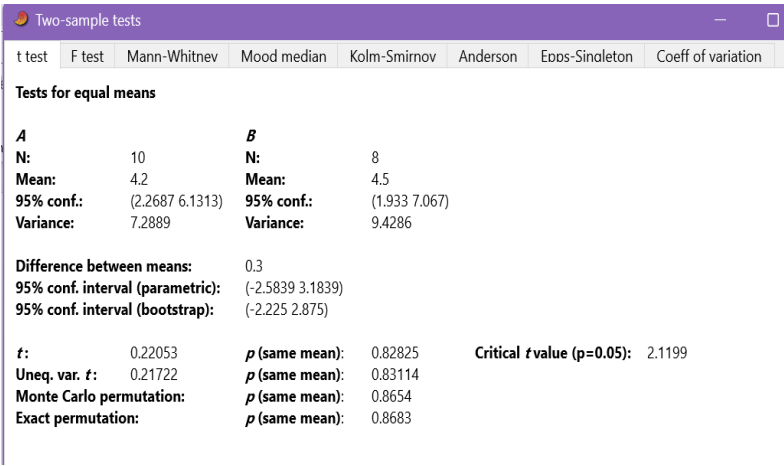 Two-sample tests
t test F test Mann-Whitney Mood median Kolm-Smirnov Anderson Epps-Singleton Coeff of variation
Tests for equal means
A B
N: 10 N: 8
Mean: 4.2 Mean: 4.5
95% conf.: (2.2687 6.1313) 95% conf.: (1.933 7.067)
Variance: 7.2889 Variance: 9.4286
Difference between means: 0.3
95% conf. interval (parametric): (-2.5839 3.1839)
95% conf. interval (bootstrap): (-2.225 2.875)
t : 0.22053 p (same mean): 0.82825 Critical t value (p=0.05): 2.1199
Uneq. var. t : 0.21722 p (same mean): 0.83114
Monte Carlo permutation: p (same mean): 0.8654
Exact permutation: p (same mean): 0.8683